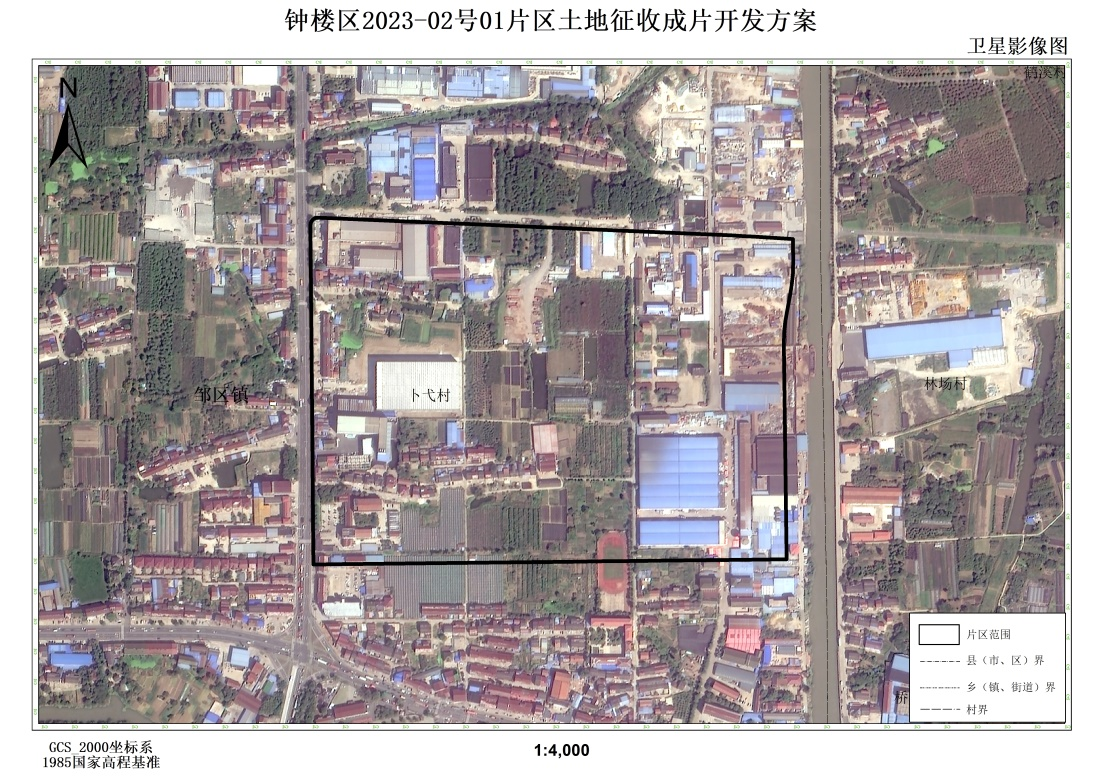 钟楼区2023-02号01片区土地征收成片开发方案
卫星影像图
鹤溪村
N
邹区镇
卜弋村
林场村
片区范围
县（市、区）界
乡（镇、街道）界
村界
桥
GCS_2000坐标系
1985国家高程基准
1:4,000